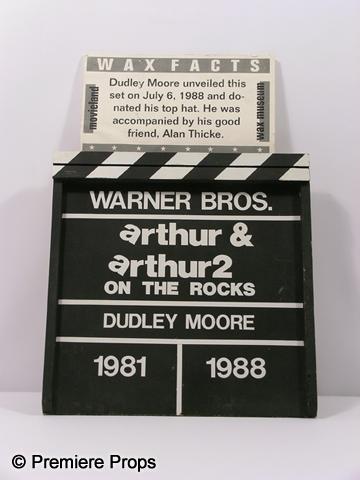 WAX FACTS
movieland
Dudley Moore unveiled this
set on July 6, 1988 and do-
nated his top hat. He was
accompanied by his good
friend, Alan Thicke.
wax museum
WARNER BROS.
arthur &
arthur2
ON THE ROCKS
DUDLEY MOORE
1981 1988
© Premiere Props